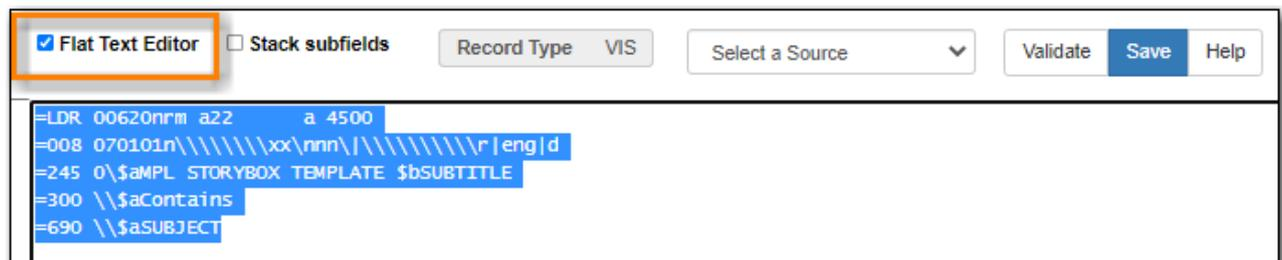 Flat Text Editor Stack subfields Record Type VIS Select a Source Validate Save Help
=LDR 00620nrm a22      a 4500
=008 070101n\\\\\\\\xx\nnn\|\\\\\\\\\\r|eng|d
=245 0\$aMPL STORYBOX TEMPLATE $bSUBTITLE
=300 \\$aContains
=690 \\$aSUBJECT